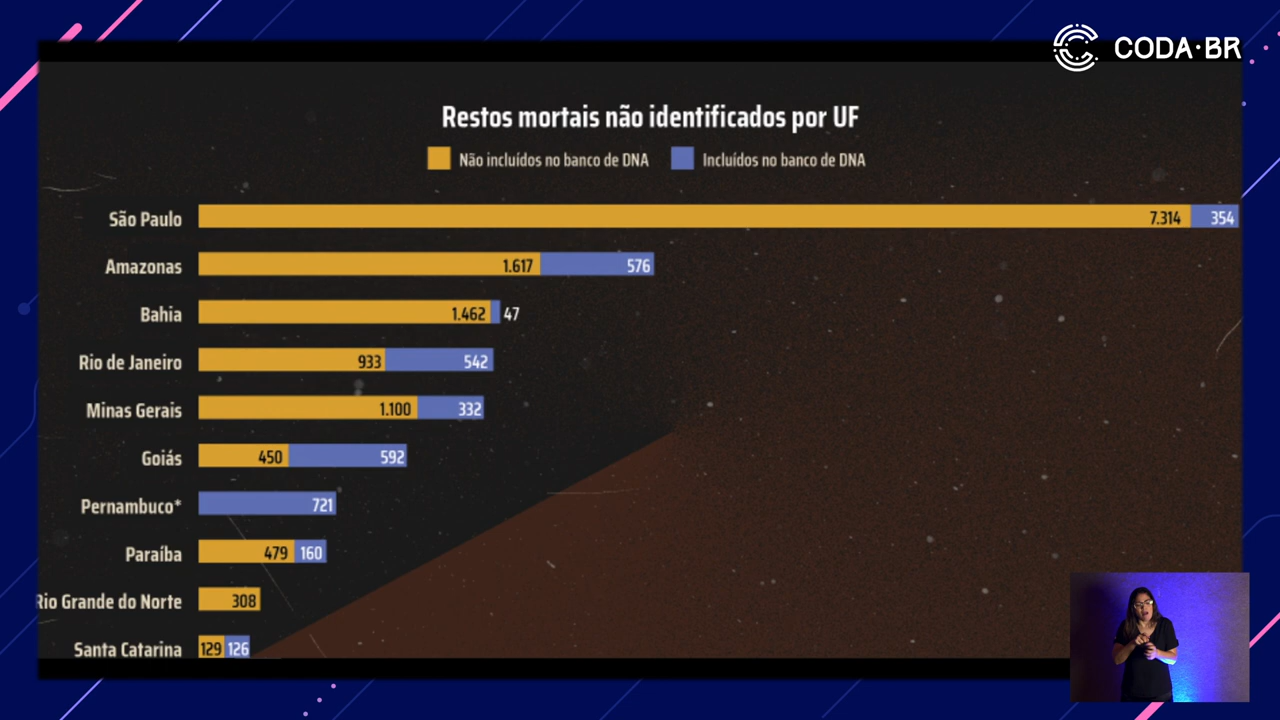 CODA·BR
Restos mortais não identificados por UF
Não incluídos no banco de DNA Incluídos no banco de DNA
São Paulo 7.314 354
Amazonas 1.617 576
Bahia 1.462 47
Rio de Janeiro 933 542
Minas Gerais 1.100 332
Goiás 450 592
Pernambuco* 721
Paraíba 479 160
Rio Grande do Norte 308
Santa Catarina 129 126